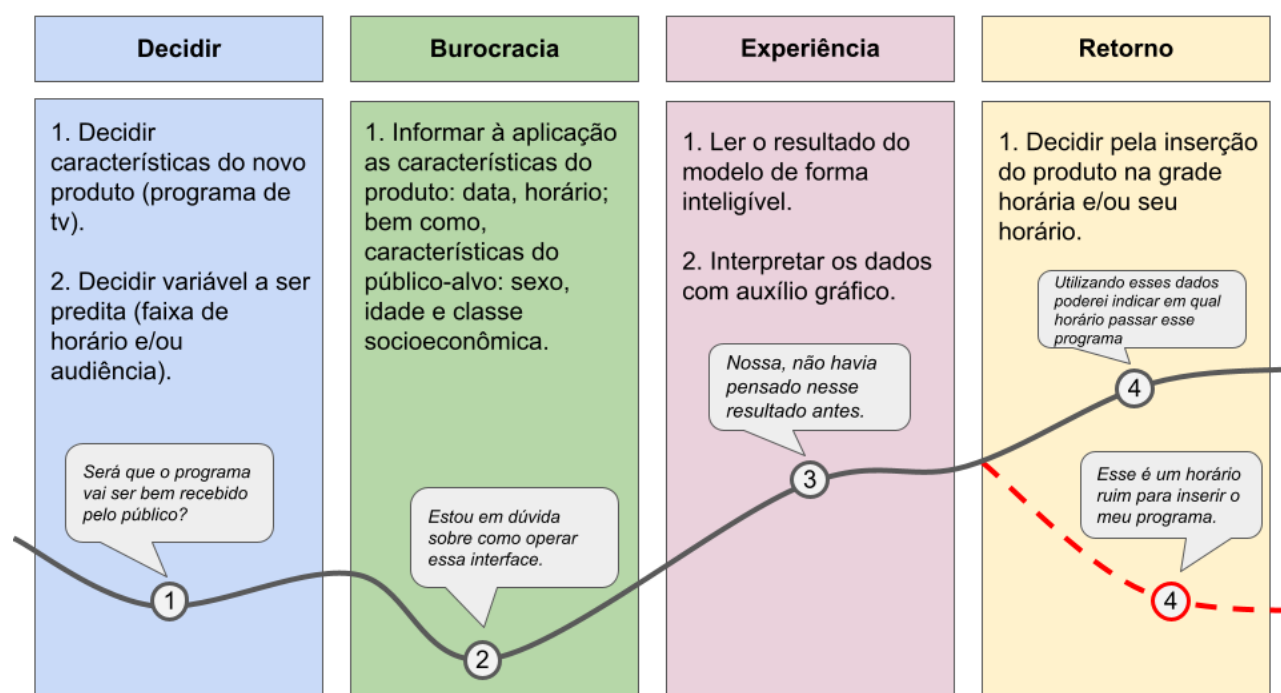 Decidir
Burocracia
Experiência
Retorno
1. Decidir
características do novo
produto (programa de
tv).
2. Decidir variável a ser
predita (faixa de
horário e/ou
audiência).
Será que o programa
vai ser bem recebido
pelo público?
1
1. Informar à aplicação
as características do
produto: data, horário;
bem como,
características do
público-alvo: sexo,
idade e classe
socioeconômica.
Estou em dúvida
sobre como operar
essa interface.
2
1. Ler o resultado do
modelo de forma
inteligível.
2. Interpretar os dados
com auxílio gráfico.
Nossa, não havia
pensado nesse
resultado antes.
3
1. Decidir pela inserção
do produto na grade
horária e/ou seu
horário.
Utilizando esses dados
poderei indicar em qual
horário passar esse
programa
4
Esse é um horário
ruim para inserir o
meu programa.
4